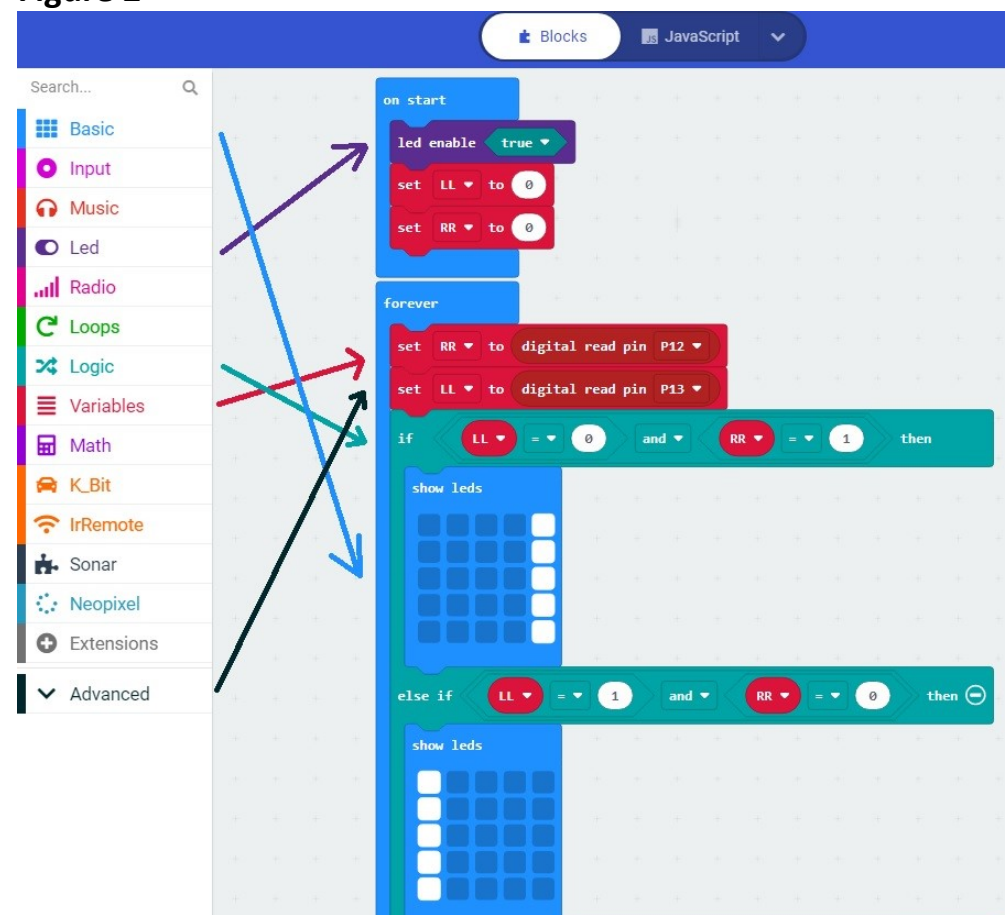 Blocks
JS JavaScript
Search...
Basic
Input
Music
Led
Radio
Loops
Logic
Variables
Math
K_Bit
IrRemote
Sonar
Neopixel
Extensions
Advanced
on start
led enable true
set LL to 0
set RR to 0
forever
set RR to digital read pin P12
set LL to digital read pin P13
if LL = 0 and RR = 1 then
show leds
else if LL = 1 and RR = 0 then
show leds